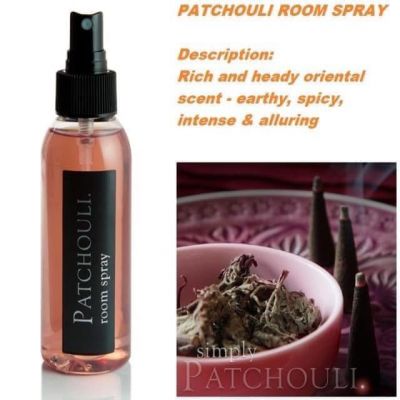 PATCHOULI ROOM SPRAY
Description:
Rich and heady oriental
scent - earthy, spicy,
intense & alluring
PATCHOULI.
room spray
simply
PATCHOULI.